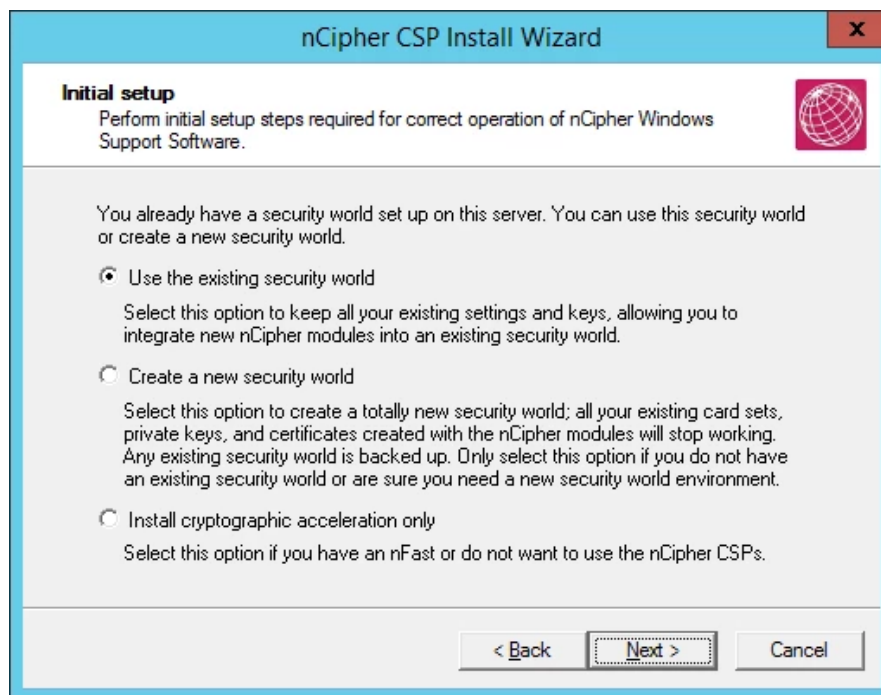 nCipher CSP Install Wizard
x
Initial setup
Perform initial setup steps required for correct operation of nCipher Windows
Support Software.
You already have a security world set up on this server. You can use this security world
or create a new security world.
Use the existing security world
Select this option to keep all your existing settings and keys, allowing you to
integrate new nCipher modules into an existing security world.
Create a new security world
Select this option to create a totally new security world; all your existing card sets,
private keys, and certificates created with the nCipher modules will stop working.
Any existing security world is backed up. Only select this option if you do not have
an existing security world or are sure you need a new security world environment.
Install cryptographic acceleration only
Select this option if you have an nFast or do not want to use the nCipher CSPs.
< Back
Next >
Cancel